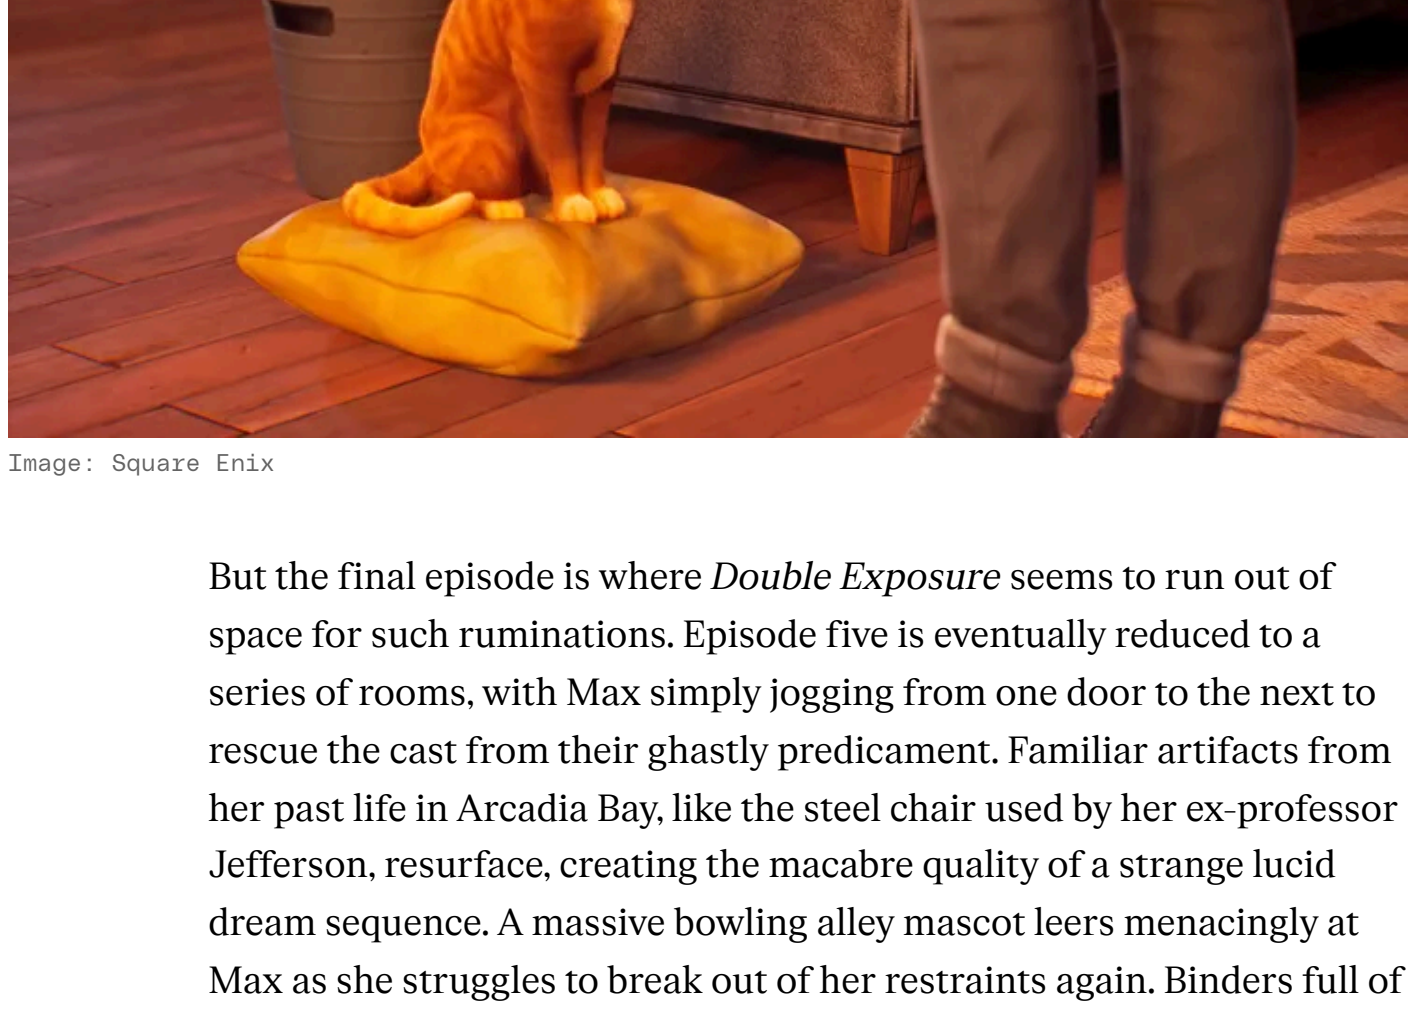 Image: Square Enix
But the final episode is where Double Exposure seems to run out of
space for such ruminations. Episode five is eventually reduced to a
series of rooms, with Max simply jogging from one door to the next to
rescue the cast from their ghastly predicament. Familiar artifacts from
her past life in Arcadia Bay, like the steel chair used by her ex-professor
Jefferson, resurface, creating the macabre quality of a strange lucid
dream sequence. A massive bowling alley mascot leers menacingly at
Max as she struggles to break out of her restraints again. Binders full of